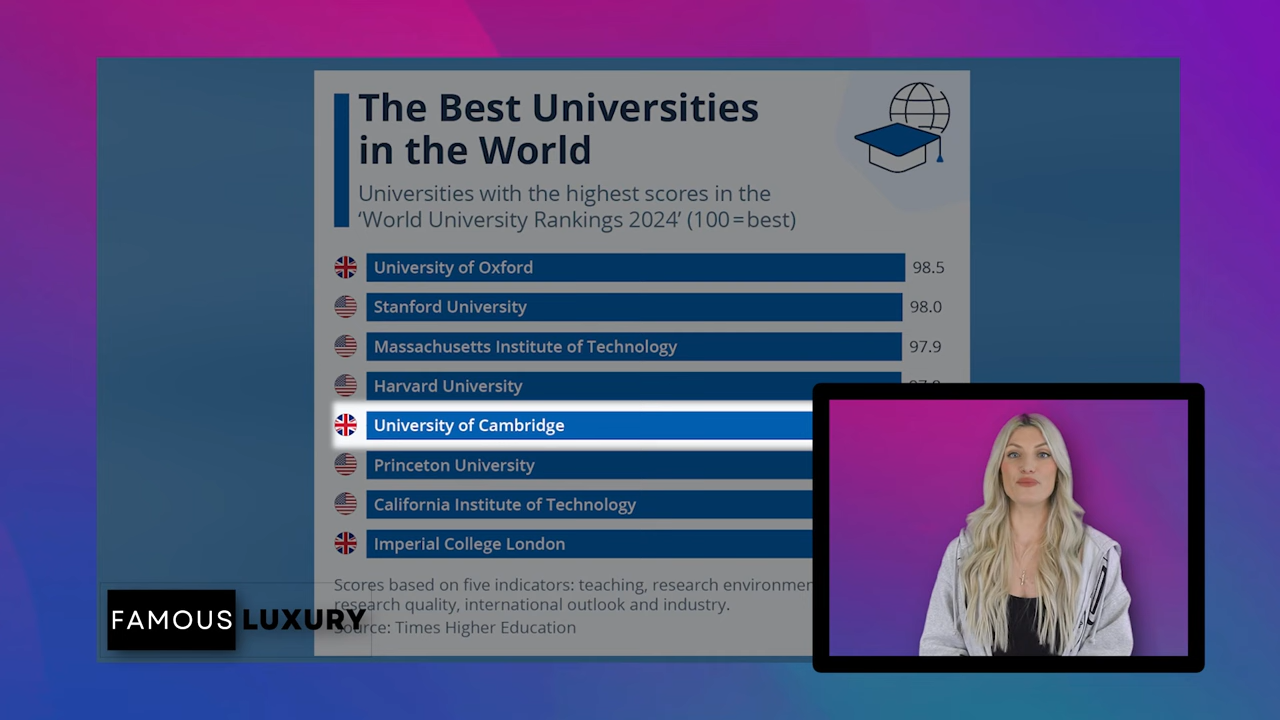 The Best Universities
in the World
Universities with the highest scores in the
‘World University Rankings 2024’ (100=best)
University of Oxford 98.5
Stanford University 98.0
Massachusetts Institute of Technology 97.9
Harvard University
University of Cambridge
Princeton University
California Institute of Technology
Imperial College London
Scores based on five indicators: teaching, research
research quality, international outlook and industry.
FAMOUS LUXURY
Source: Times Higher Education